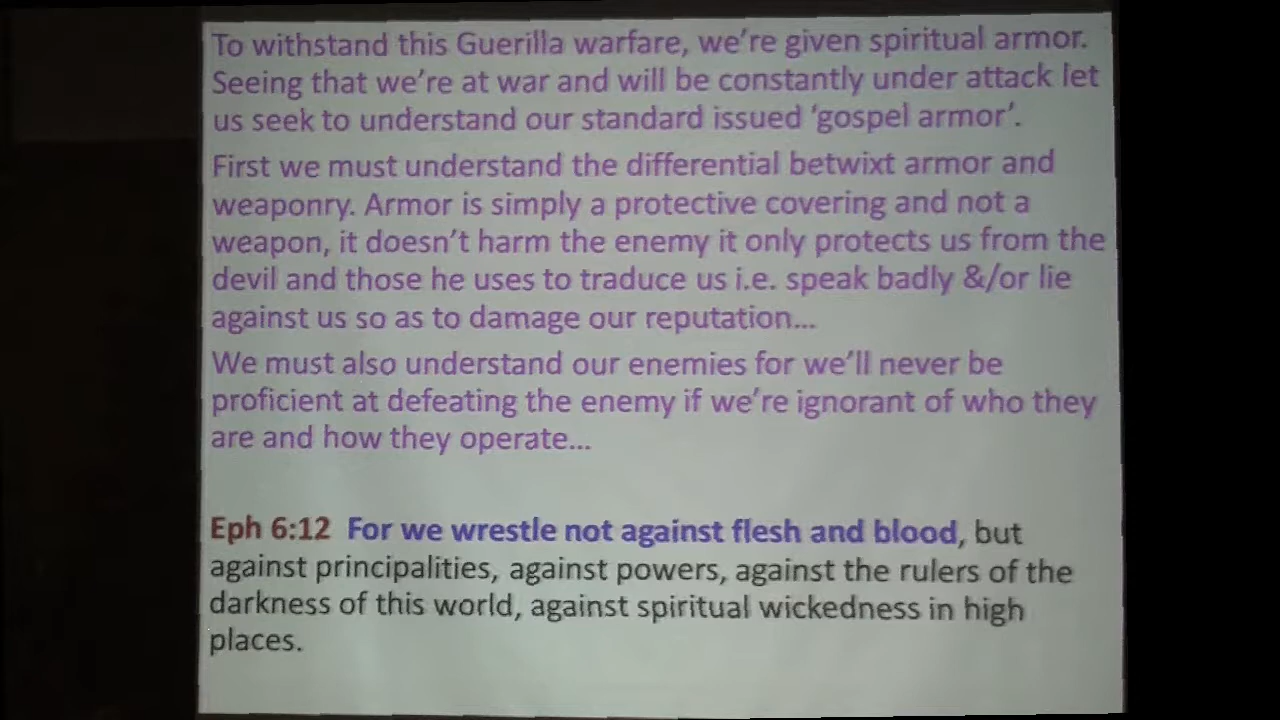 To withstand this Guerilla warfare, we're given spiritual armor.
Seeing that we're at war and will be constantly under attack let
us seek to understand our standard issued 'gospel armor'.
First we must understand the differential betwixt armor and
weaponry. Armor is simply a protective covering and not a
weapon, it doesn't harm the enemy it only protects us from the
devil and those he uses to traduce us i.e. speak badly &/or lie
against us so as to damage our reputation...
We must also understand our enemies for we'll never be
proficient at defeating the enemy if we're ignorant of who they
are and how they operate...
Eph 6:12 For we wrestle not against flesh and blood, but
against principalities, against powers, against the rulers of the
darkness of this world, against spiritual wickedness in high
places.